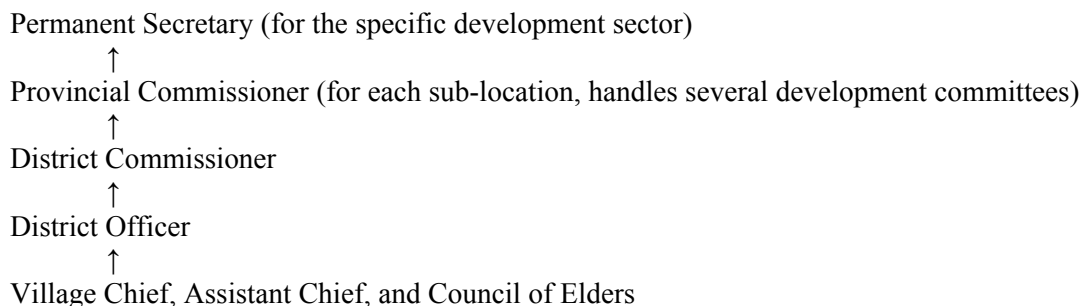 Permanent Secretary (for the specific development sector)
↑
Provincial Commissioner (for each sub-location, handles several development committees)
↑
District Commissioner
↑
District Officer
↑
Village Chief, Assistant Chief, and Council of Elders